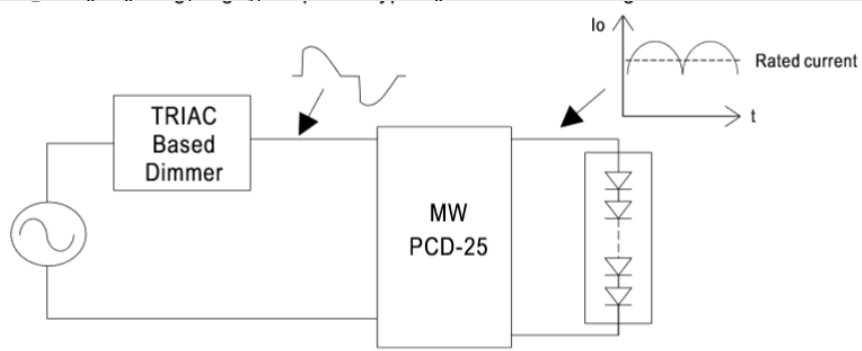 Io
Rated current
t
TRIAC
Based
Dimmer
MW
PCD-25